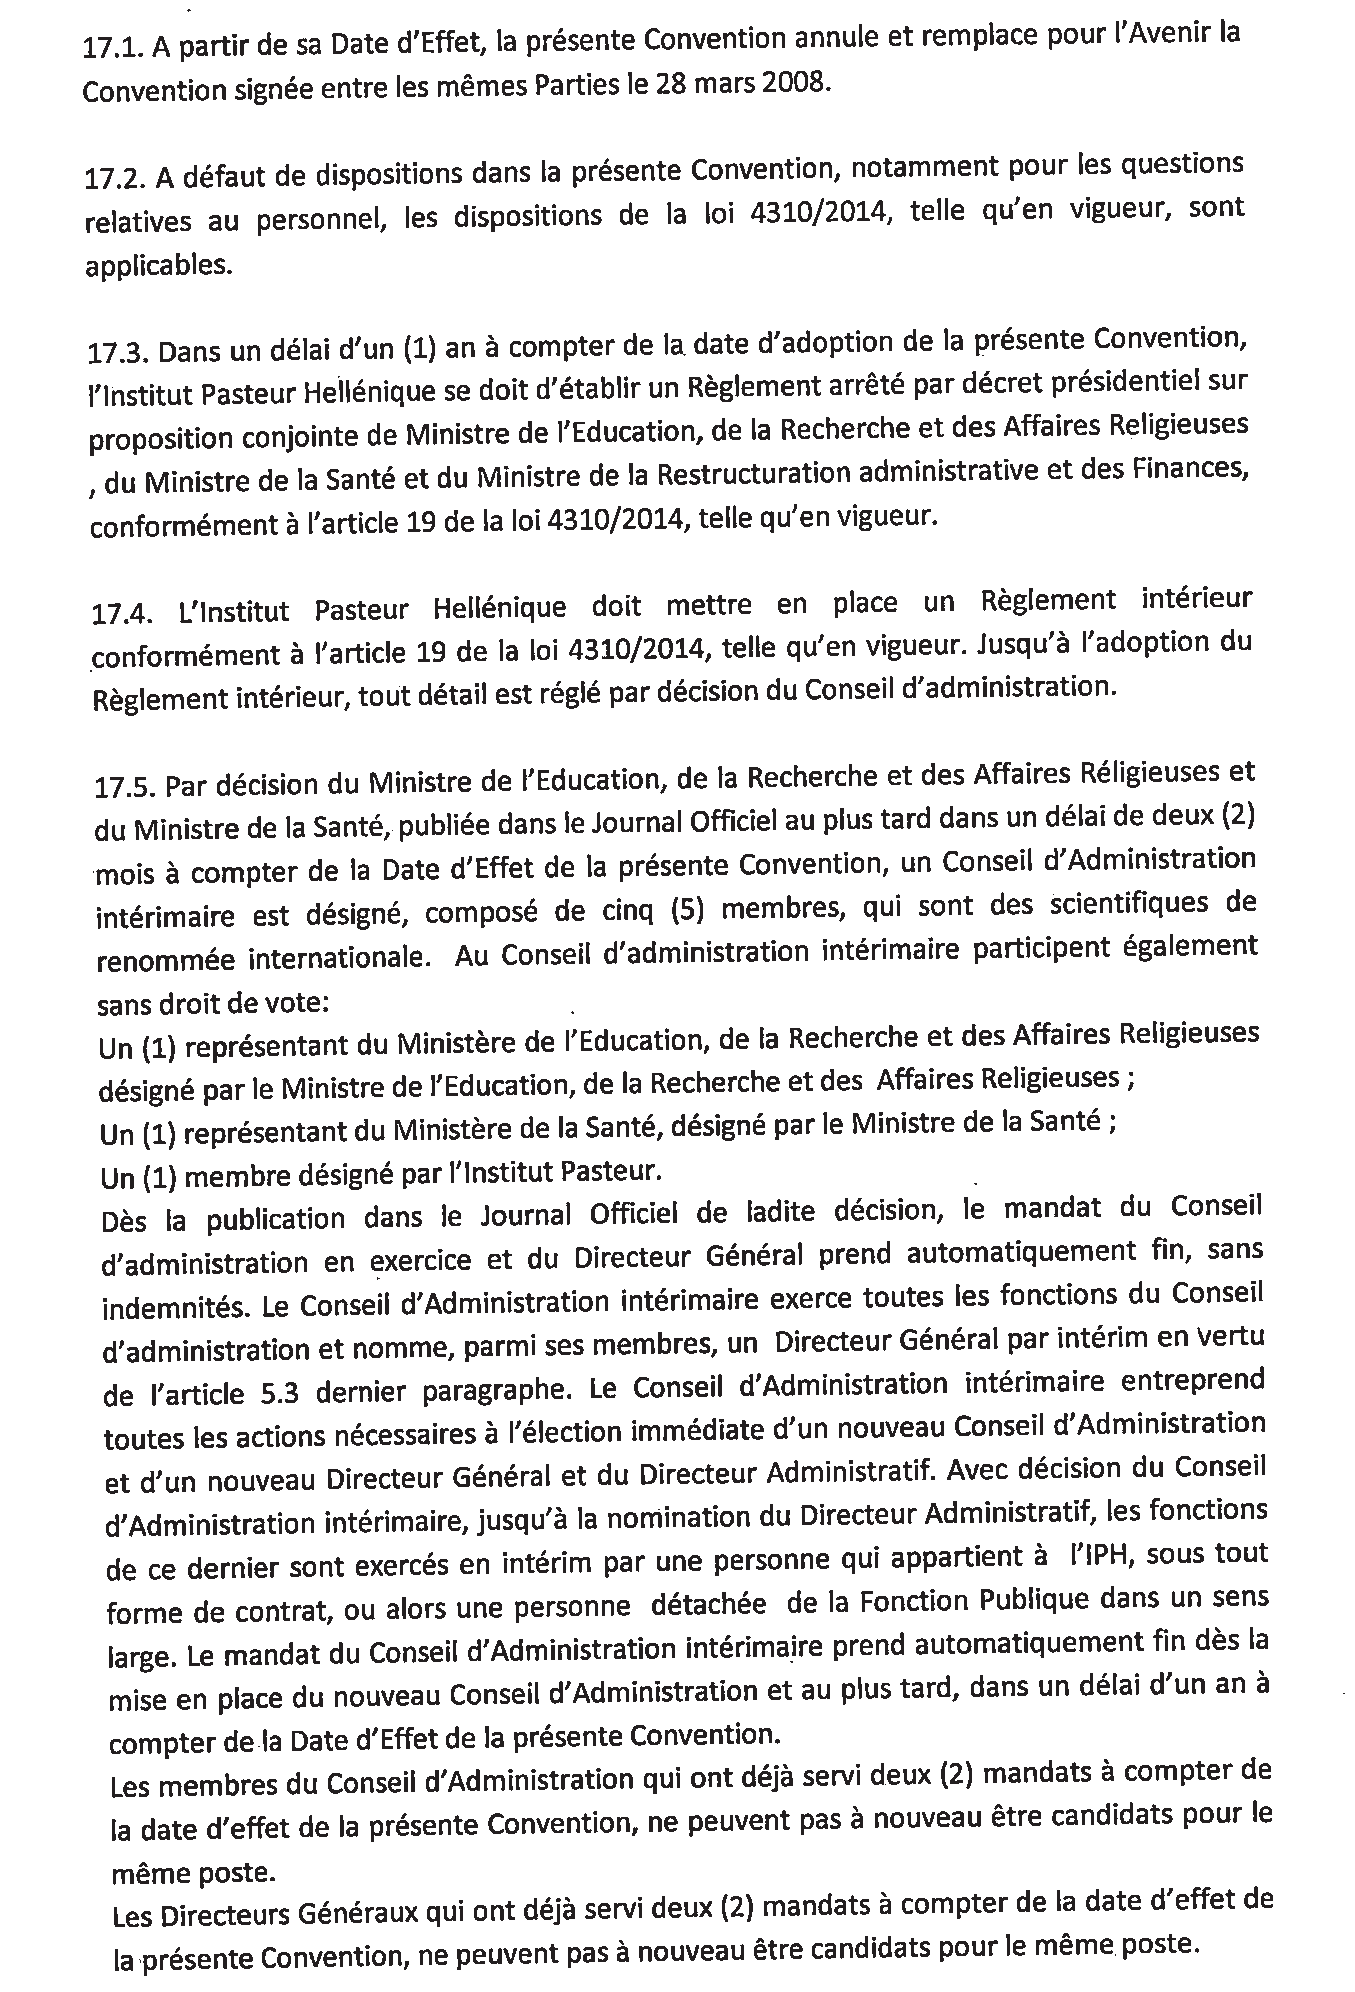 17.1. A partir de sa Date d'Effet, la présente Convention annule et remplace pour l'Avenir la
Convention signée entre les mêmes Parties le 28 mars 2008.
17.2. A défaut de dispositions dans la présente Convention, notamment pour les questions
relatives au personnel, les dispositions de la loi 4310/2014, telle qu'en vigueur, sont
applicables.
17.3. Dans un délai d'un (1) an à compter de la date d'adoption de la présente Convention,
l'Institut Pasteur Hellénique se doit d'établir un Règlement arrêté par décret présidentiel sur
proposition conjointe de Ministre de l'Education, de la Recherche et des Affaires Religieuses
, du Ministre de la Santé et du Ministre de la Restructuration administrative et des Finances,
conformément à l'article 19 de la loi 4310/2014, telle qu'en vigueur.
17.4. L'Institut Pasteur Hellénique doit mettre en place un Règlement intérieur
conformément à l'article 19 de la loi 4310/2014, telle qu'en vigueur. Jusqu'à l'adoption du
Règlement intérieur, tout détail est réglé par décision du Conseil d'administration.
17.5. Par décision du Ministre de l'Education, de la Recherche et des Affaires Réligieuses et
du Ministre de la Santé, publiée dans le Journal Officiel au plus tard dans un délai de deux (2)
mois à compter de la Date d'Effet de la présente Convention, un Conseil d'Administration
intérimaire est désigné, composé de cinq (5) membres, qui sont des scientifiques de
renommée internationale. Au Conseil d'administration intérimaire participent également
sans droit de vote:
Un (1) représentant du Ministère de l'Education, de la Recherche et des Affaires Religieuses
désigné par le Ministre de l'Education, de la Recherche et des Affaires Religieuses ;
Un (1) représentant du Ministère de la Santé, désigné par le Ministre de la Santé ;
Un (1) membre désigné par l'Institut Pasteur.
Dès la publication dans le Journal Officiel de ladite décision, le mandat du Conseil
d'administration en exercice et du Directeur Général prend automatiquement fin, sans
indemnités. Le Conseil d'Administration intérimaire exerce toutes les fonctions du Conseil
d'administration et nomme, parmi ses membres, un Directeur Général par intérim en vertu
de l'article 5.3 dernier paragraphe. Le Conseil d'Administration intérimaire entreprend
toutes les actions nécessaires à l'élection immédiate d'un nouveau Conseil d'Administration
et d'un nouveau Directeur Général et du Directeur Administratif. Avec décision du Conseil
d'Administration intérimaire, jusqu'à la nomination du Directeur Administratif, les fonctions
de ce dernier sont exercés en intérim par une personne qui appartient à l'IPH, sous tout
forme de contrat, ou alors une personne détachée de la Fonction Publique dans un sens
large. Le mandat du Conseil d'Administration intérimaire prend automatiquement fin dès la
mise en place du nouveau Conseil d'Administration et au plus tard, dans un délai d'un an à
compter de la Date d'Effet de la présente Convention.
Les membres du Conseil d'Administration qui ont déjà servi deux (2) mandats à compter de
la date d'effet de la présente Convention, ne peuvent pas à nouveau être candidats pour le
même poste.
Les Directeurs Généraux qui ont déjà servi deux (2) mandats à compter de la date d'effet de
la présente Convention, ne peuvent pas à nouveau être candidats pour le même poste.